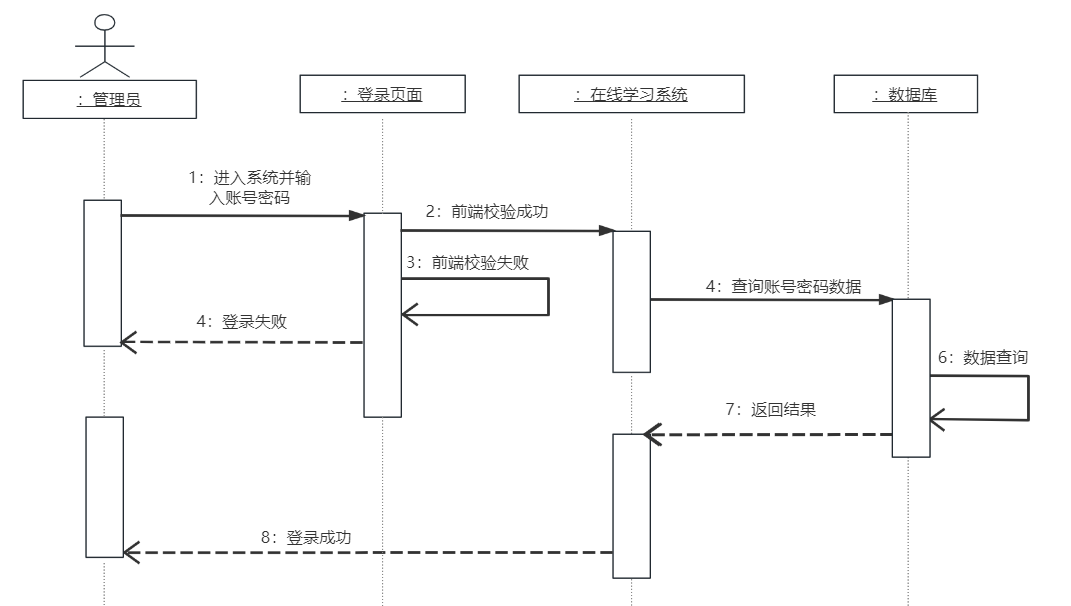 ：管理员
：登录页面
：在线学习系统
：数据库
1：进入系统并输
入账号密码
2：前端校验成功
3：前端校验失败
4：查询账号密码数据
4：登录失败
6：数据查询
7：返回结果
8：登录成功